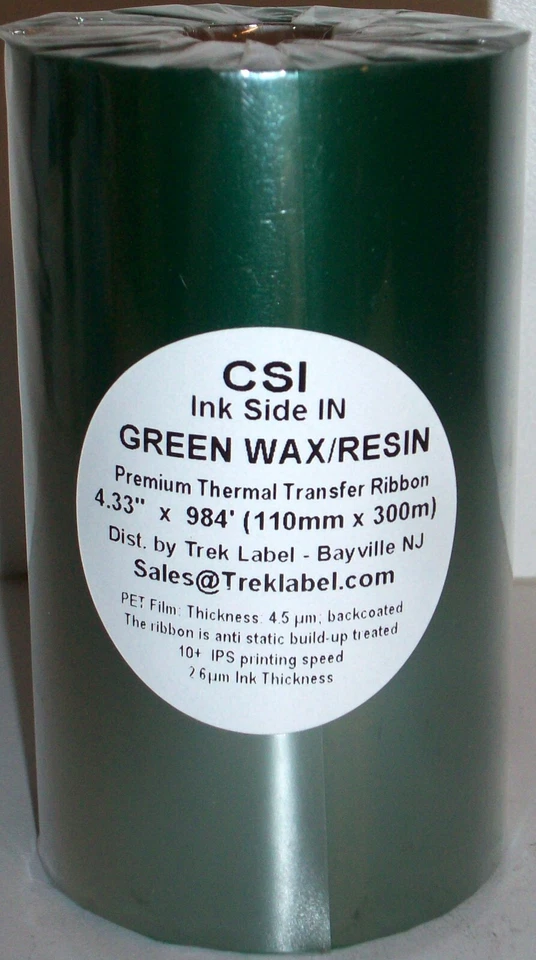 CSI
Ink Side IN
GREEN WAX/RESIN
Premium Thermal Transfer Ribbon
4.33" x 984' (110mm x 300m)
Dist. by Trek Label - Bayville NJ
Sales@Treklabel.com
PET Film: Thickness: 4.5 µm; backcoated
The ribbon is anti static build-up treated
10+ IPS printing speed
2.6µm Ink Thickness